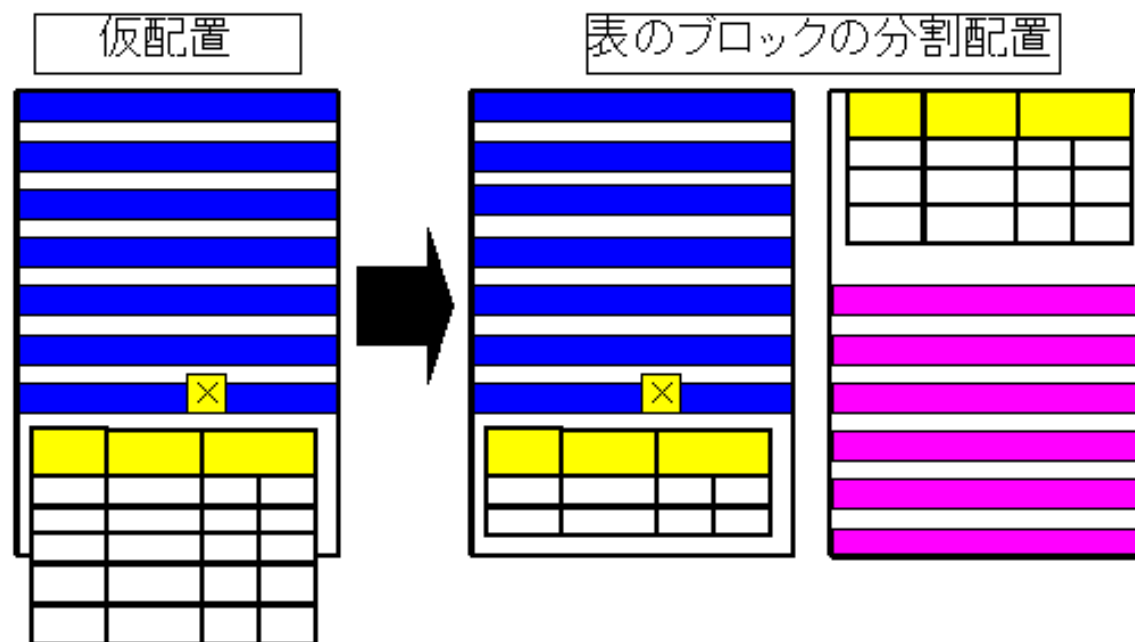 仮配置
表のブロックの分割配置
×
×